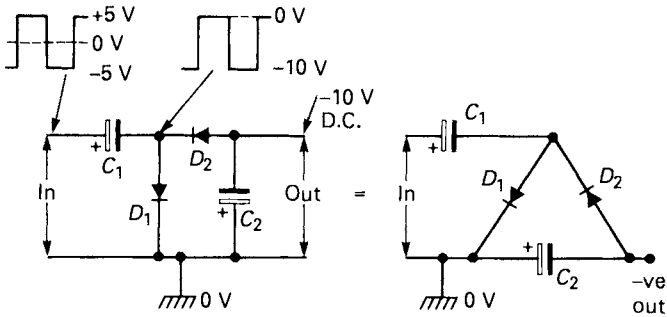 +5 V
0 V
−5 V
0 V
−10 V
−10 V
D.C.
+
C1
D2
In
D1
+
C2
Out
0 V
=
C1
+
In
D1
D2
+
C2
0 V
−ve
out